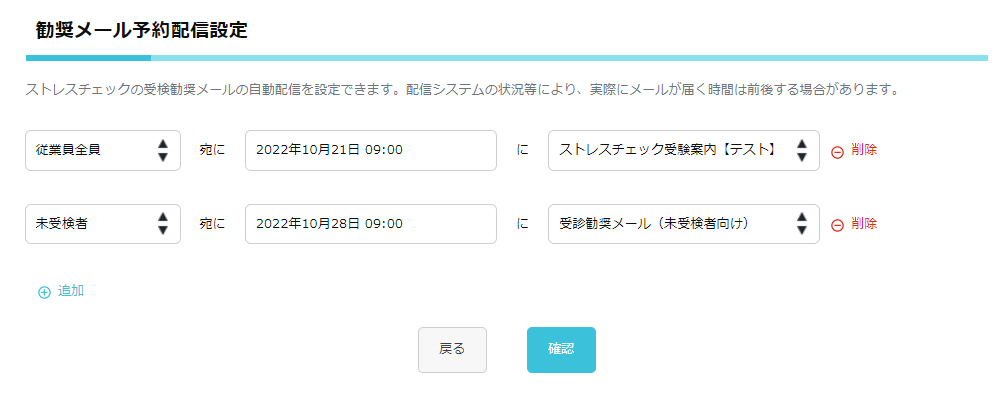 勧奨メール予約配信設定
ストレスチェックの受検勧奨メールの自動配信を設定できます。配信システムの状況等により、実際にメールが届く時間は前後する場合があります。
従業員全員 宛に 2022年10月21日 09:00 に ストレスチェック受験案内【テスト】 削除
未受検者 宛に 2022年10月28日 09:00 に 受診勧奨メール（未受検者向け） 削除
追加
戻る 確認